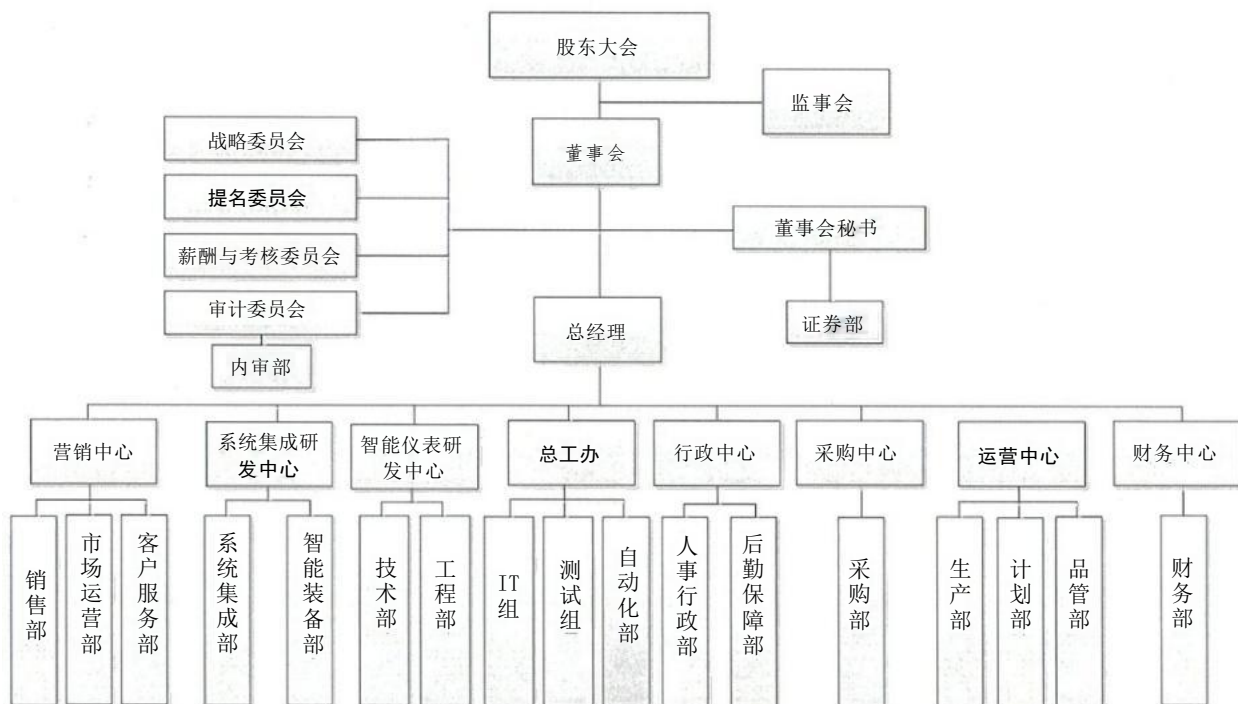 股东大会
监事会
董事会
战略委员会
提名委员会
薪酬与考核委员会
审计委员会
内审部
董事会秘书
证券部
总经理
营销中心
系统集成研
发中心
智能仪表研
发中心
总工办
行政中心
采购中心
运营中心
财务中心
销售部
市场运营部
客户服务部
系统集成部
智能装备部
技术部
工程部
IT组
测试组
自动化部
人事行政部
后勤保障部
采购部
生产部
计划部
品管部
财务部